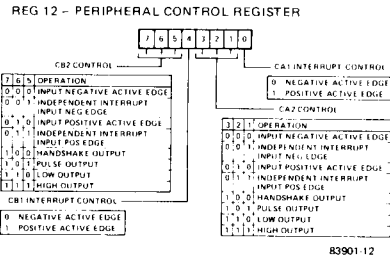 REG 12 – PERIPHERAL CONTROL REGISTER
7 6 5 4 3 2 1 0
CB2 CONTROL
7 6 5 OPERATION
0 0 0 INPUT NEGATIVE ACTIVE EDGE
0 0 1 INDEPENDENT INTERRUPT
INPUT NEG EDGE
0 1 0 INPUT POSITIVE ACTIVE EDGE
0 1 1 INDEPENDENT INTERRUPT
INPUT POS EDGE
1 0 0 HANDSHAKE OUTPUT
1 0 1 PULSE OUTPUT
1 1 0 LOW OUTPUT
1 1 1 HIGH OUTPUT
CB1 INTERRUPT CONTROL
0 NEGATIVE ACTIVE EDGE
1 POSITIVE ACTIVE EDGE
CA1 INTERRUPT CONTROL
0 NEGATIVE ACTIVE EDGE
1 POSITIVE ACTIVE EDGE
CA2 CONTROL
3 2 1 OPERATION
0 0 0 INPUT NEGATIVE ACTIVE EDGE
0 0 1 INDEPENDENT INTERRUPT
INPUT NEG EDGE
0 1 0 INPUT POSITIVE ACTIVE EDGE
0 1 1 INDEPENDENT INTERRUPT
INPUT POS EDGE
1 0 0 HANDSHAKE OUTPUT
1 0 1 PULSE OUTPUT
1 1 0 LOW OUTPUT
1 1 1 HIGH OUTPUT
83901-12